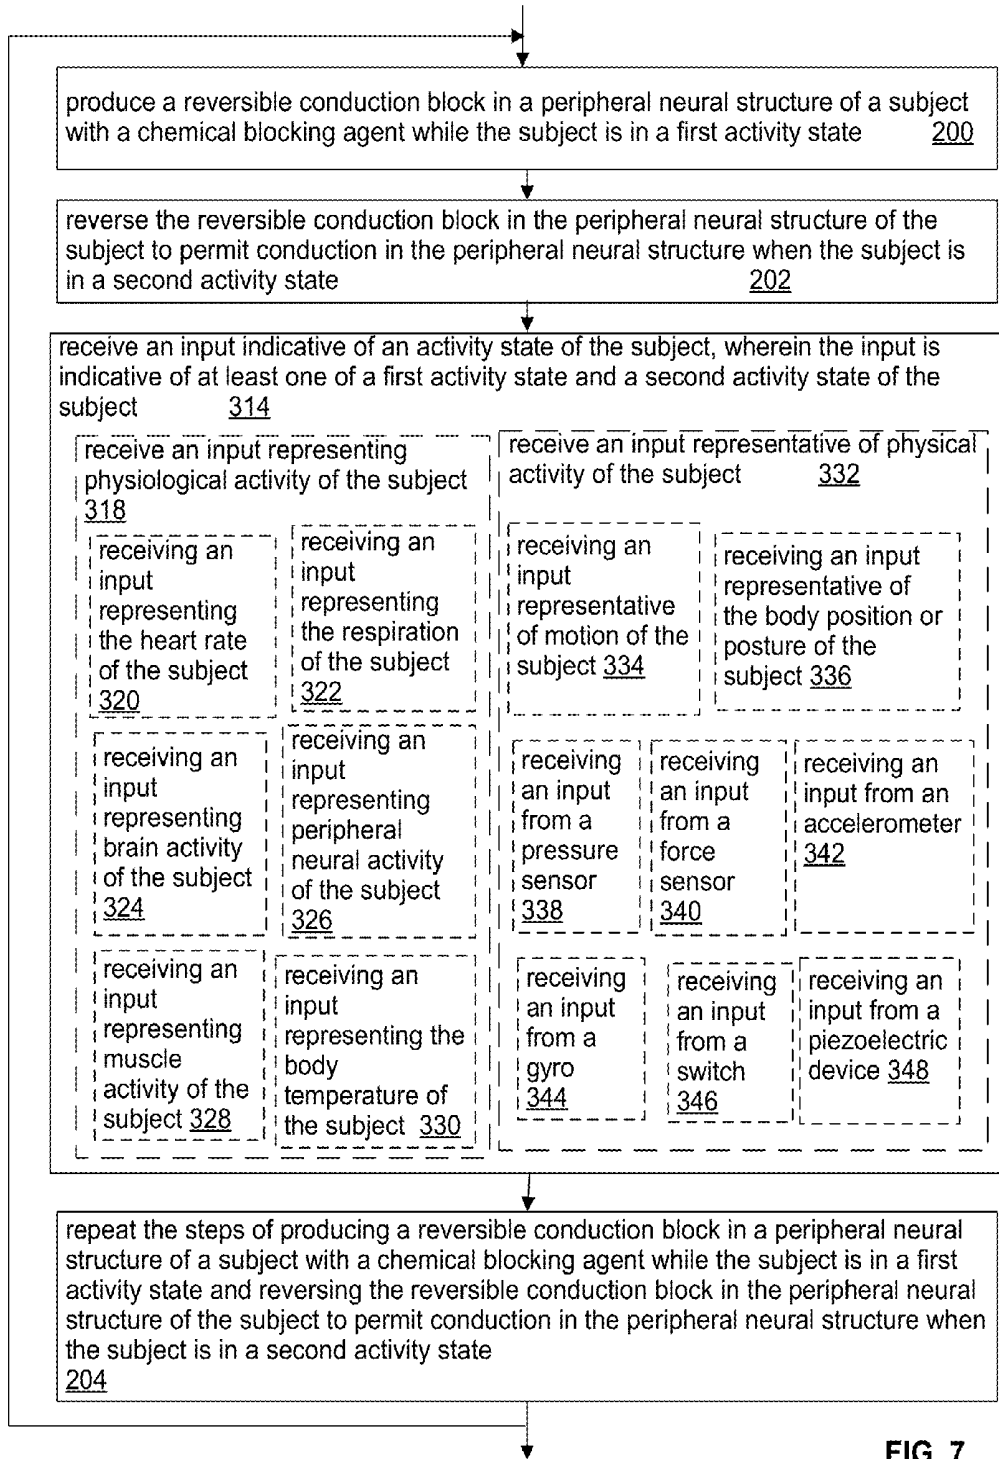 produce a reversible conduction block in a peripheral neural structure of a subject
with a chemical blocking agent while the subject is in a first activity state 200
reverse the reversible conduction block in the peripheral neural structure of the
subject to permit conduction in the peripheral neural structure when the subject is
in a second activity state 202
receive an input indicative of an activity state of the subject, wherein the input is
indicative of at least one of a first activity state and a second activity state of the
subject 314
receive an input representing
physiological activity of the subject
318
receiving an
input
representing
the heart rate
of the subject
320
receiving an
input
representing
the respiration
of the subject
322
receiving an
input
representing
brain activity
of the subject
324
receiving an
input
representing
peripheral
neural activity
of the subject
326
receiving an
input
representing
muscle
activity of the
subject 328
receiving an
input
representing the
body
temperature of
the subject 330
receive an input representative of physical
activity of the subject 332
receiving an
input
representative
of motion of the
subject 334
receiving an input
representative of
the body position or
posture of the
subject 336
receiving
an input
from a
pressure
sensor
338
receiving
an input
from a
force
sensor
340
receiving an
input from an
accelerometer
342
receiving
an input
from a
gyro
344
receiving
an input
from a
switch
346
receiving an
input from a
piezoelectric
device 348
repeat the steps of producing a reversible conduction block in a peripheral neural
structure of a subject with a chemical blocking agent while the subject is in a first
activity state and reversing the reversible conduction block in the peripheral neural
structure of the subject to permit conduction in the peripheral neural structure when
the subject is in a second activity state
204
FIG. 7